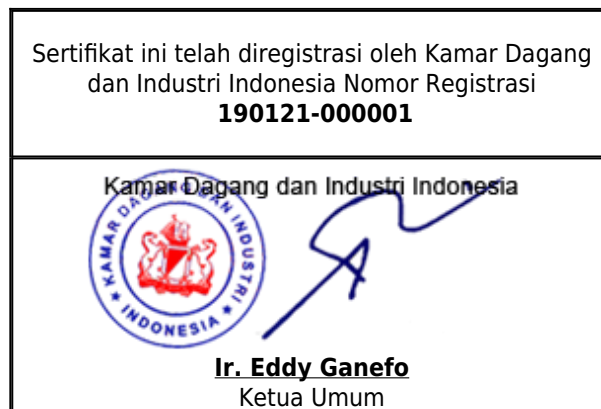 Sertifikat ini telah diregistrasi oleh Kamar Dagang
dan Industri Indonesia Nomor Registrasi
190121-000001
Kamar Dagang dan Industri Indonesia
KAMAR DAGANG DAN INDUSTRI
★ INDONESIA ★
Ir. Eddy Ganefo
Ketua Umum